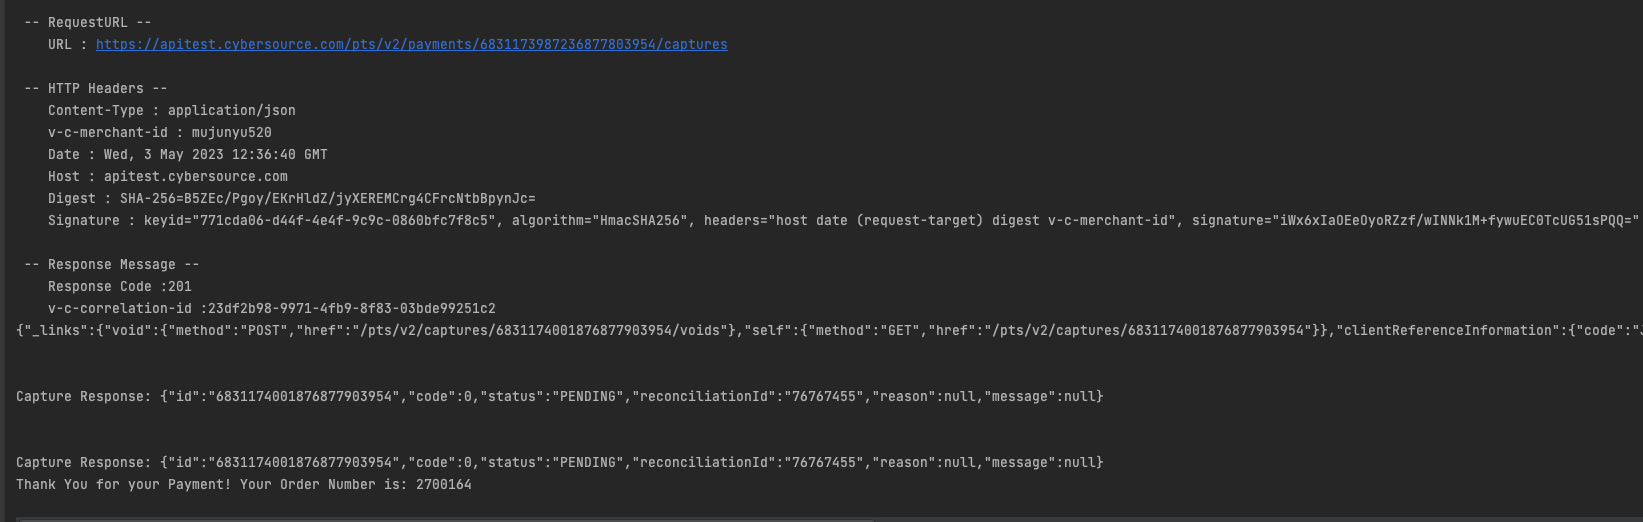 -- RequestURL --
URL : https://apitest.cybersource.com/pts/v2/payments/6831173987236877803954/captures
-- HTTP Headers --
Content-Type : application/json
v-c-merchant-id : mujunyu520
Date : Wed, 3 May 2023 12:36:40 GMT
Host : apitest.cybersource.com
Digest : SHA-256=B5ZEc/Pgoy/EKrHldZ/jyXEREMCrg4CFrcNtbBpynJc=
Signature : keyid="771cda06-d44f-4e4f-9c9c-0860bfc7f8c5", algorithm="HmacSHA256", headers="host date (request-target) digest v-c-merchant-id", signature="iWx6xIaOEeOyoRZzf/wINNk1M+fywuEC0TcUG51sPQQ="
-- Response Message --
Response Code :201
v-c-correlation-id :23df2b98-9971-4fb9-8f83-03bde99251c2
{"_links":{"void":{"method":"POST","href":"/pts/v2/captures/6831174001876877903954/voids"},"self":{"method":"GET","href":"/pts/v2/captures/6831174001876877903954"}},"clientReferenceInformation":{"code":"
Capture Response: {"id":"6831174001876877903954","code":0,"status":"PENDING","reconciliationId":"76767455","reason":null,"message":null}
Capture Response: {"id":"6831174001876877903954","code":0,"status":"PENDING","reconciliationId":"76767455","reason":null,"message":null}
Thank You for your Payment! Your Order Number is: 2700164